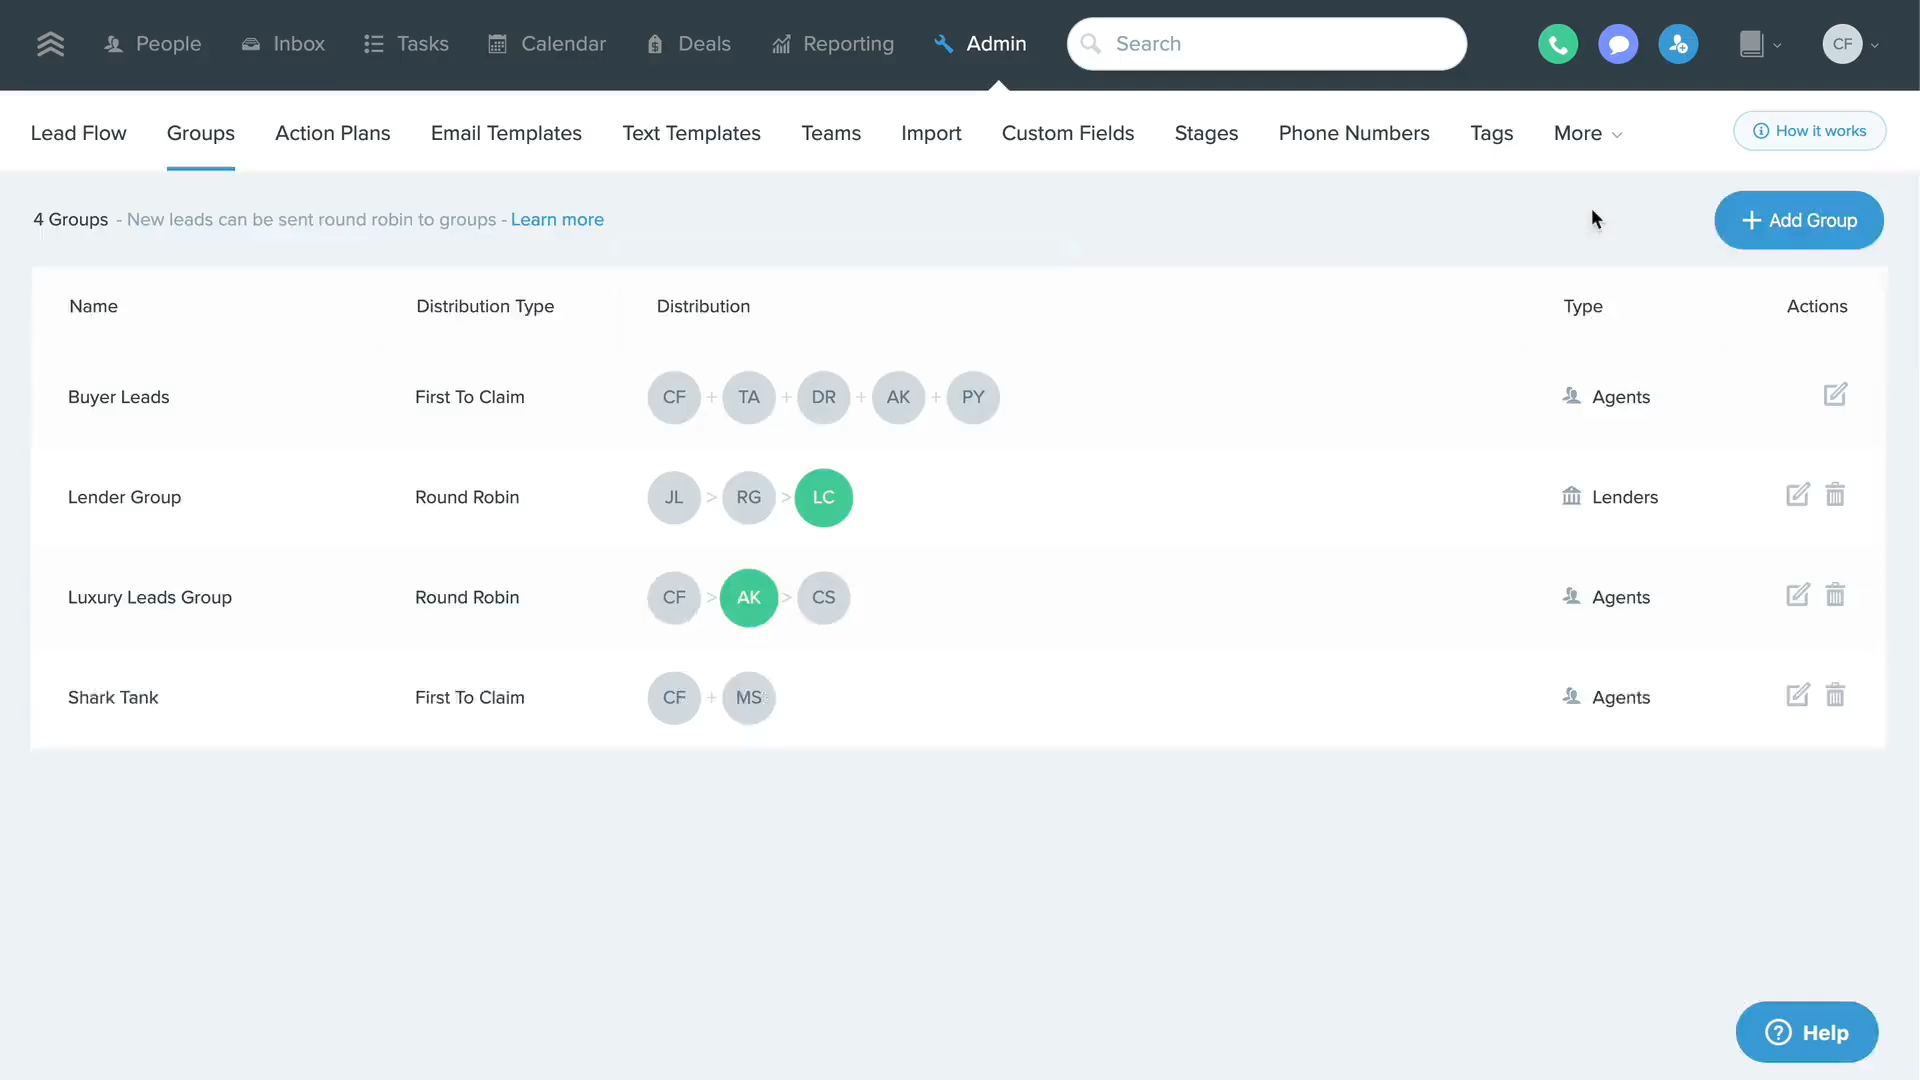 People Inbox Tasks Calendar Deals Reporting Admin Search CF
Lead Flow Groups Action Plans Email Templates Text Templates Teams Import Custom Fields Stages Phone Numbers Tags More How it works
4 Groups - New leads can be sent round robin to groups - Learn more + Add Group
Name Distribution Type Distribution Type Actions
Buyer Leads First To Claim CF + TA + DR + AK + PY Agents
Lender Group Round Robin JL > RG > LC Lenders
Luxury Leads Group Round Robin CF > AK > CS Agents
Shark Tank First To Claim CF + MS Agents
? Help